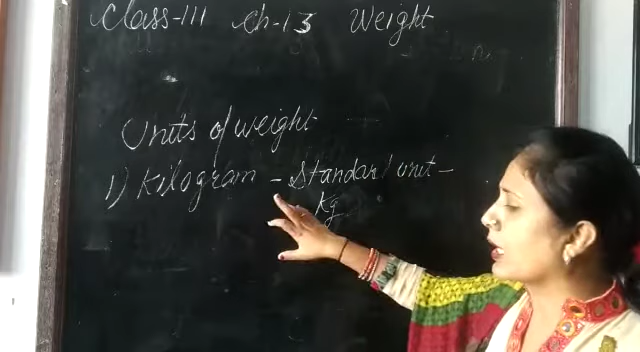 Class-III Ch-13 Weight
Units of weight
1) Kilogram - Standard unit -
Kg